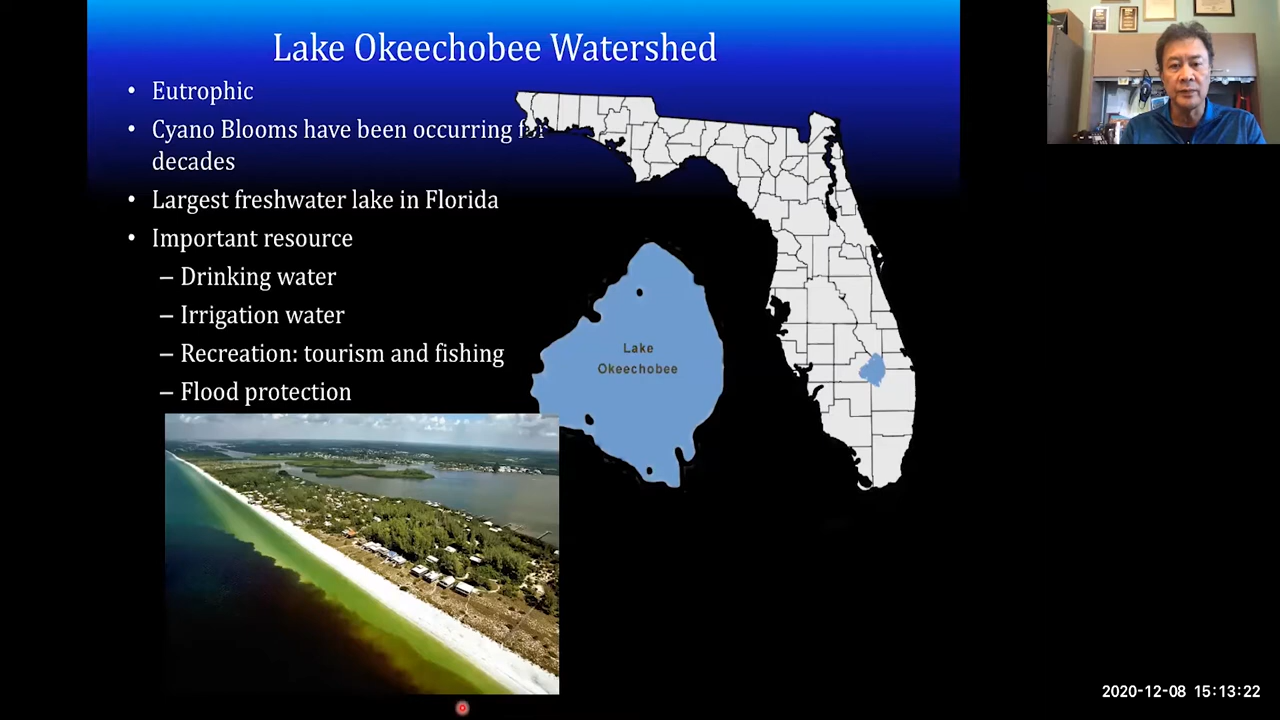 Lake Okeechobee Watershed
• Eutrophic
• Cyano Blooms have been occurring for
decades
• Largest freshwater lake in Florida
• Important resource
– Drinking water
– Irrigation water
– Recreation: tourism and fishing
– Flood protection
Lake
Okeechobee
2020-12-08 15:13:22